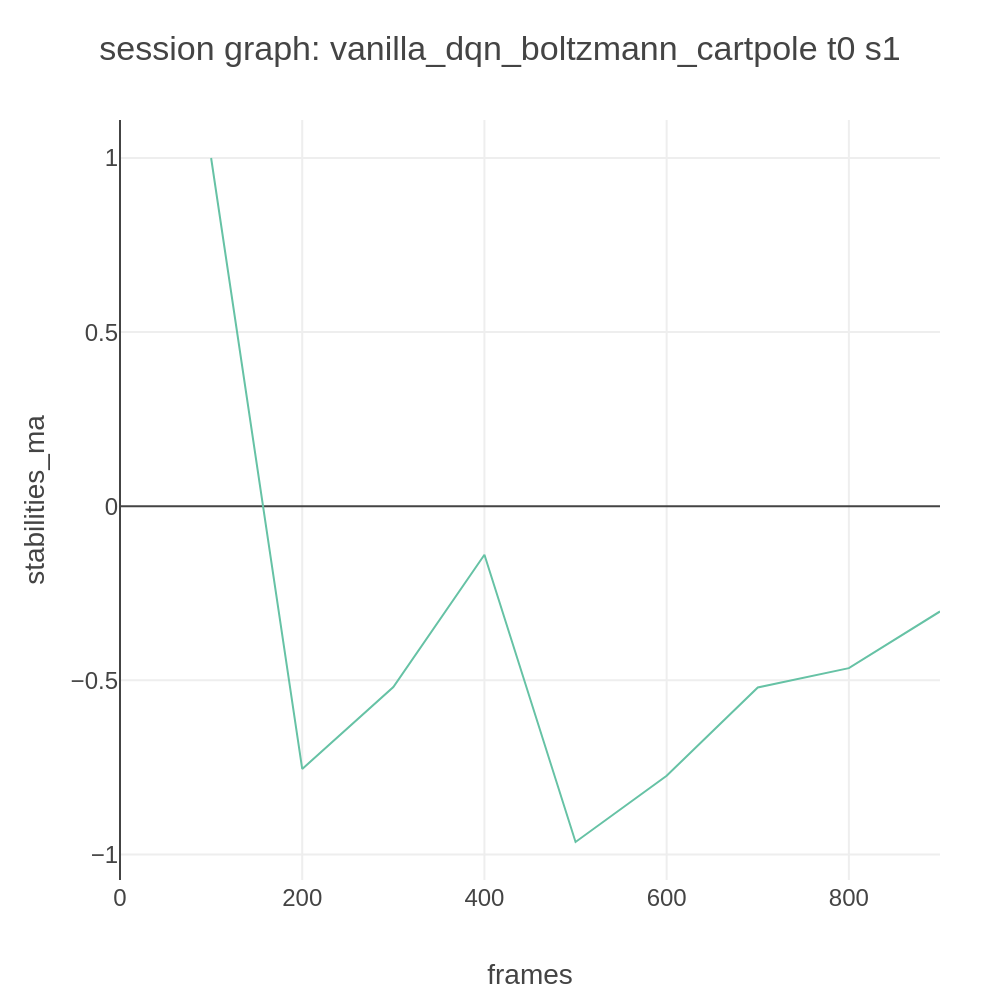 session graph: vanilla_dqn_boltzmann_cartpole t0 s1
1
0.5
0
−0.5
−1
stabilities_ma
0 200 400 600 800
frames